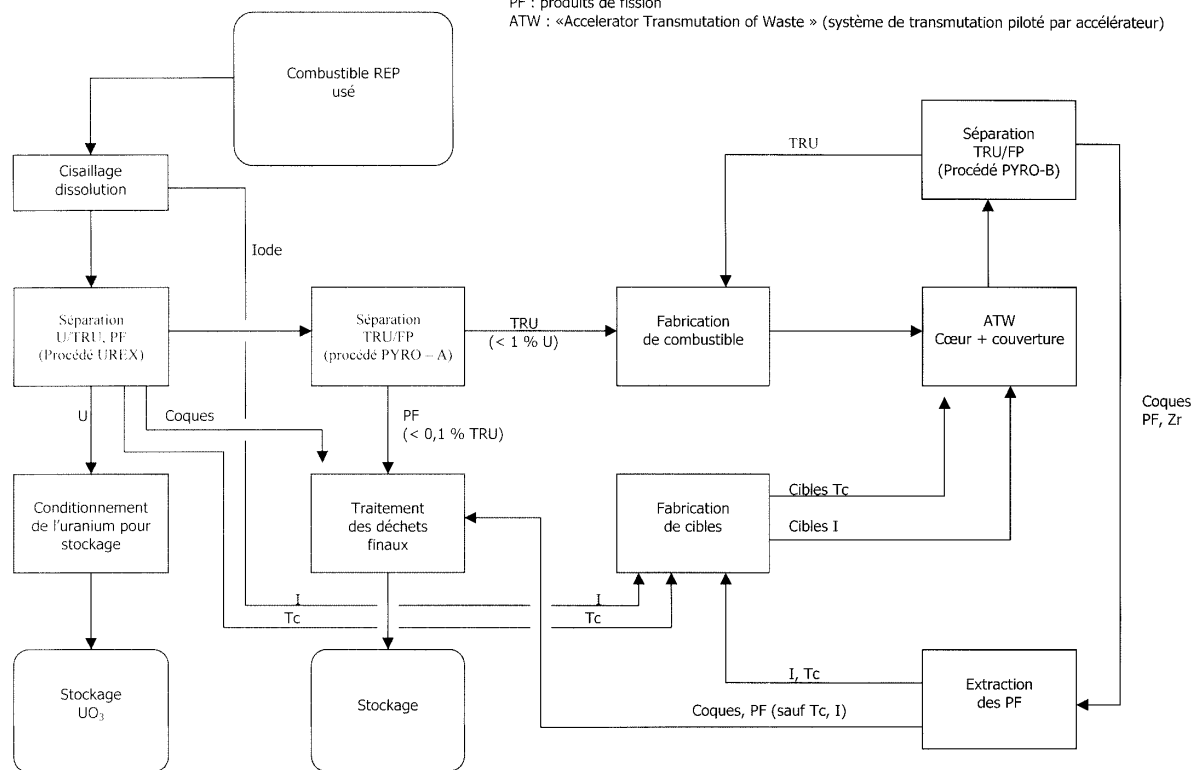 PF : produits de fission
ATW : «Accelerator Transmutation of Waste » (système de transmutation piloté par accélérateur)
Combustible REP
usé
Cisaillage
dissolution
Iode
Séparation
TRU/FP
(Procédé PYRO-B)
TRU
Séparation
U/TRU, PF
(Procédé UREX)
Séparation
TRU/FP
(procédé PYRO – A)
TRU
(< 1 % U)
Fabrication
de combustible
ATW
Cœur + couverture
U
Coques
PF
(< 0,1 % TRU)
Coques
PF, Zr
Conditionnement
de l'uranium pour
stockage
Traitement
des déchets
finaux
Fabrication
de cibles
Cibles Tc
Cibles I
I
Tc
I
Tc
Stockage
UO₃
Stockage
I, Tc
Coques, PF (sauf Tc, I)
Extraction
des PF